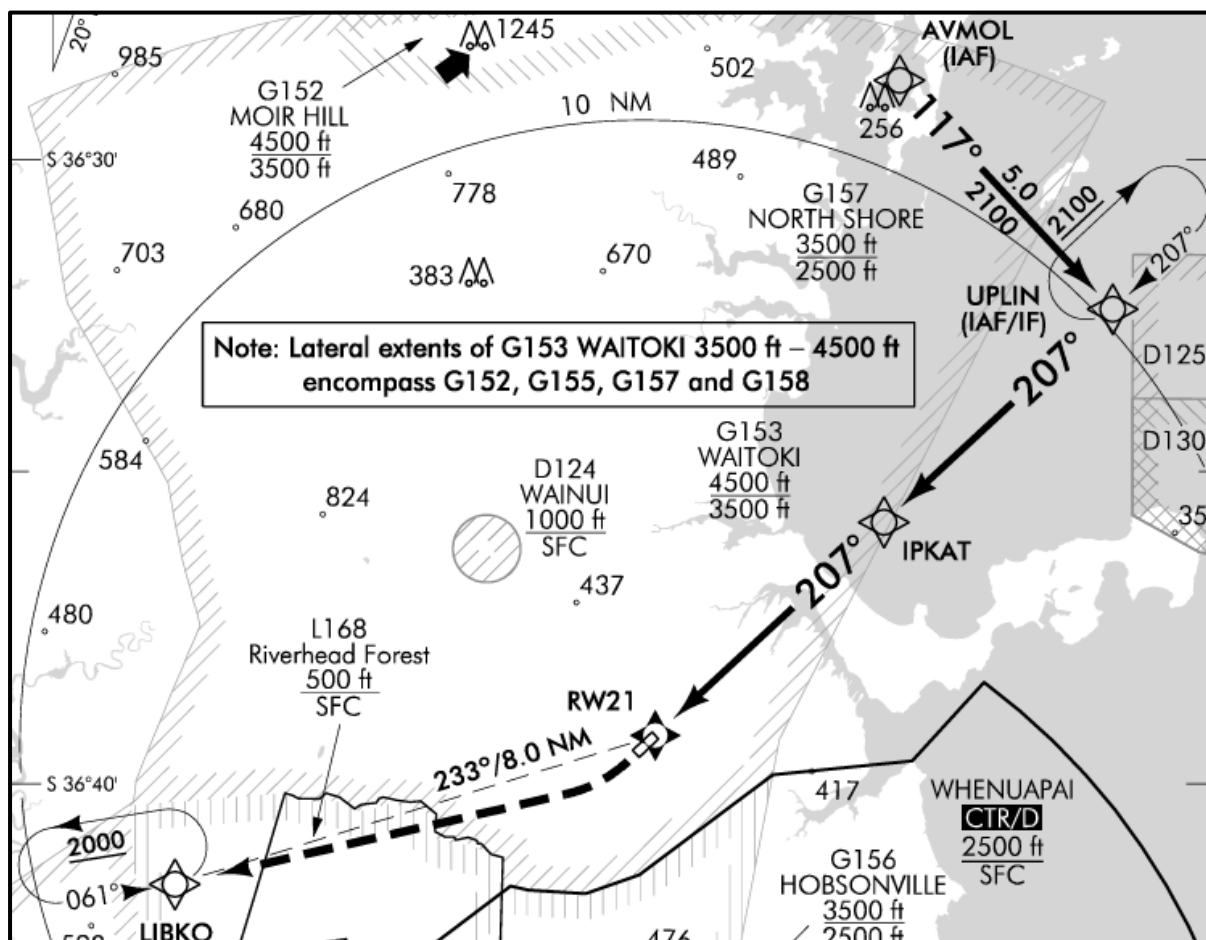 20°
985
1245
502
AVMOL
(IAF)
G152
MOIR HILL
4500 ft
3500 ft
10 NM
256
117°
5.0
2100
S 36°30'
489
778
680
703
383
670
G157
NORTH SHORE
3500 ft
2500 ft
2100
207°
UPLIN
(IAF/IF)
207°
D125
Note: Lateral extents of G153 WAITOKI 3500 ft – 4500 ft
encompass G152, G155, G157 and G158
584
824
D124
WAINUI
1000 ft
SFC
G153
WAITOKI
4500 ft
3500 ft
D130
35
IPKAT
207°
437
480
L168
Riverhead Forest
500 ft
SFC
RW21
233°/8.0 NM
S 36°40'
417
WHENUAPAI
CTR/D
2500 ft
SFC
2000
061°
LIBKO
G156
HOBSONVILLE
3500 ft
2500 ft
476